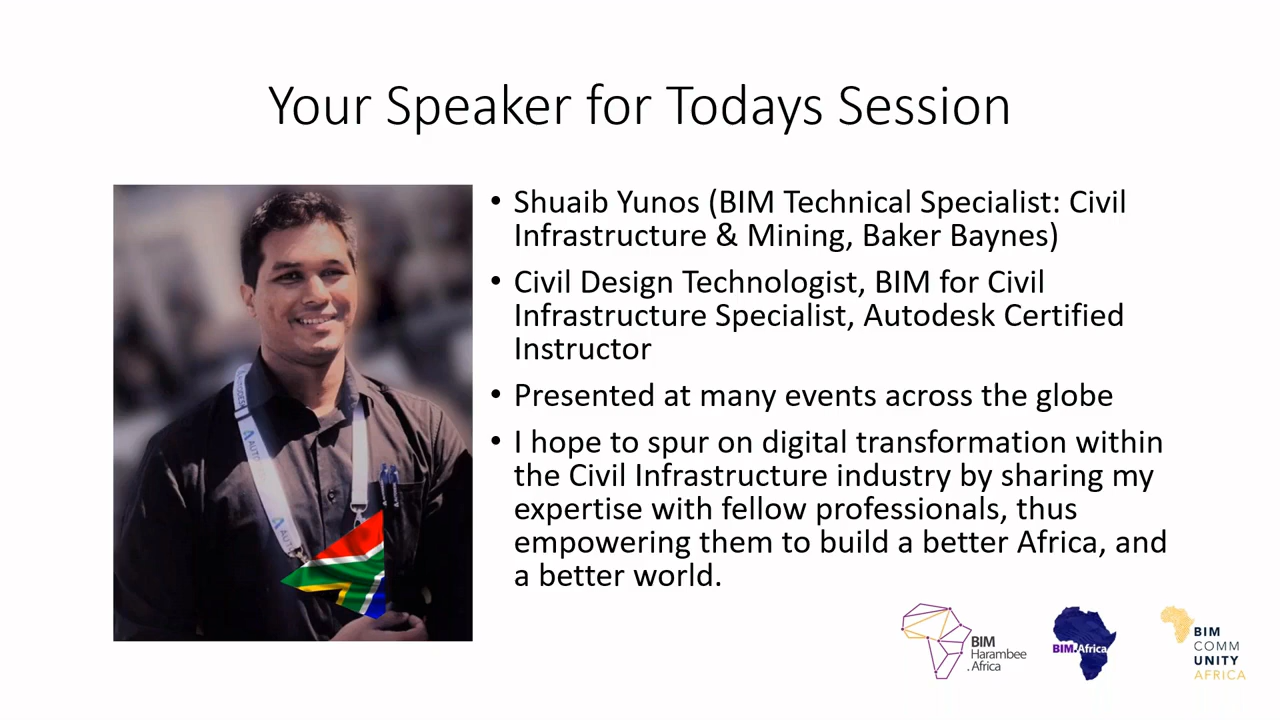 Your Speaker for Todays Session
• Shuaib Yunos (BIM Technical Specialist: Civil
Infrastructure & Mining, Baker Baynes)
• Civil Design Technologist, BIM for Civil
Infrastructure Specialist, Autodesk Certified
Instructor
• Presented at many events across the globe
• I hope to spur on digital transformation within
the Civil Infrastructure industry by sharing my
expertise with fellow professionals, thus
empowering them to build a better Africa, and
a better world.
BIM
Harambee
.Africa
BIM.Africa
BIM
COMM
UNITY
AFRICA